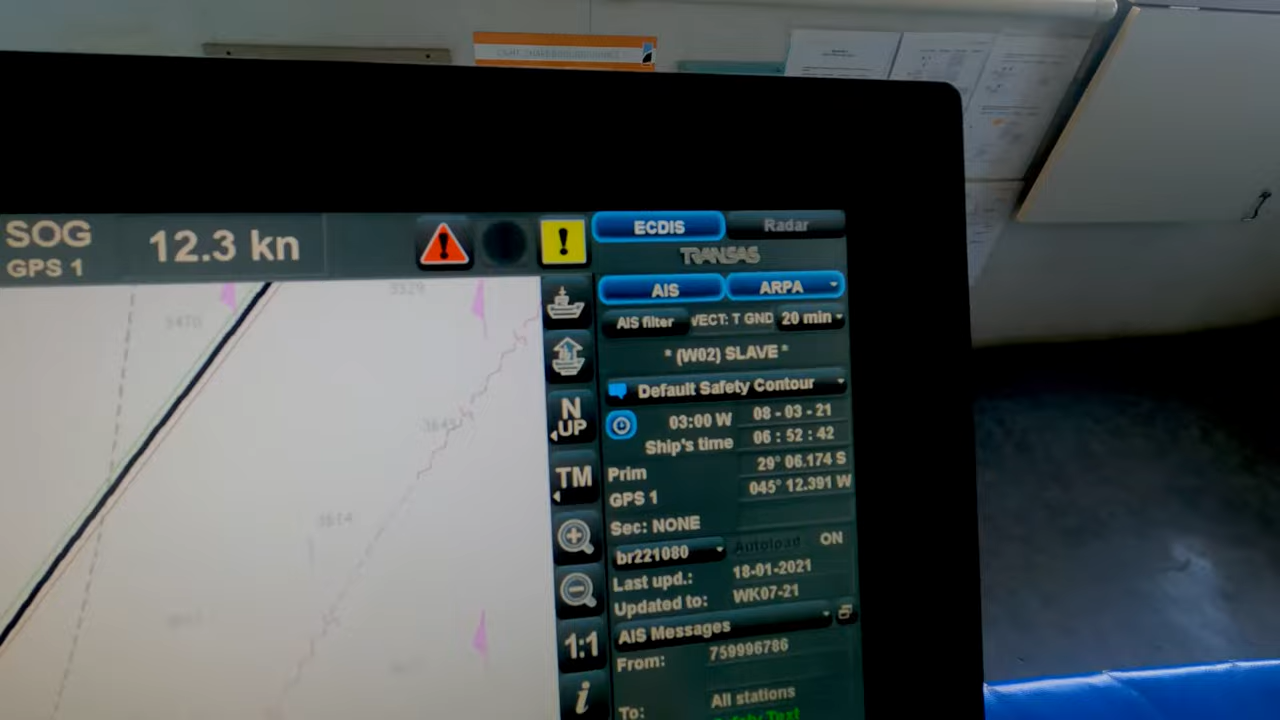 SOG
GPS 1
12.3 kn
ECDIS
Radar
TRANSAS
AIS
ARPA
AIS filter
VECT: T GND
20 min
* (W02) SLAVE *
Default Safety Contour
N
UP
03:00 W
08 - 03 - 21
Ship's time
06 : 52 : 42
TM
Prim
29° 06.174 S
GPS 1
045° 12.391 W
Sec: NONE
br221080
Autoload
ON
Last upd.:
18-01-2021
Updated to:
WK07-21
AIS Messages
1:1
From:
759996786
i
To:
All stations
Safety Test